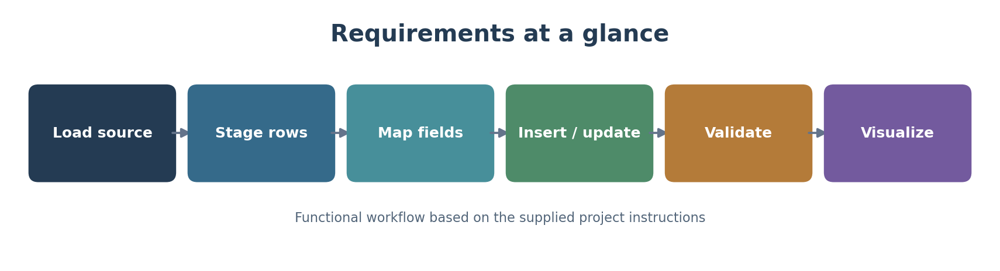 Requirements at a glance
Load source
Stage rows
Map fields
Insert / update
Validate
Visualize
Functional workflow based on the supplied project instructions